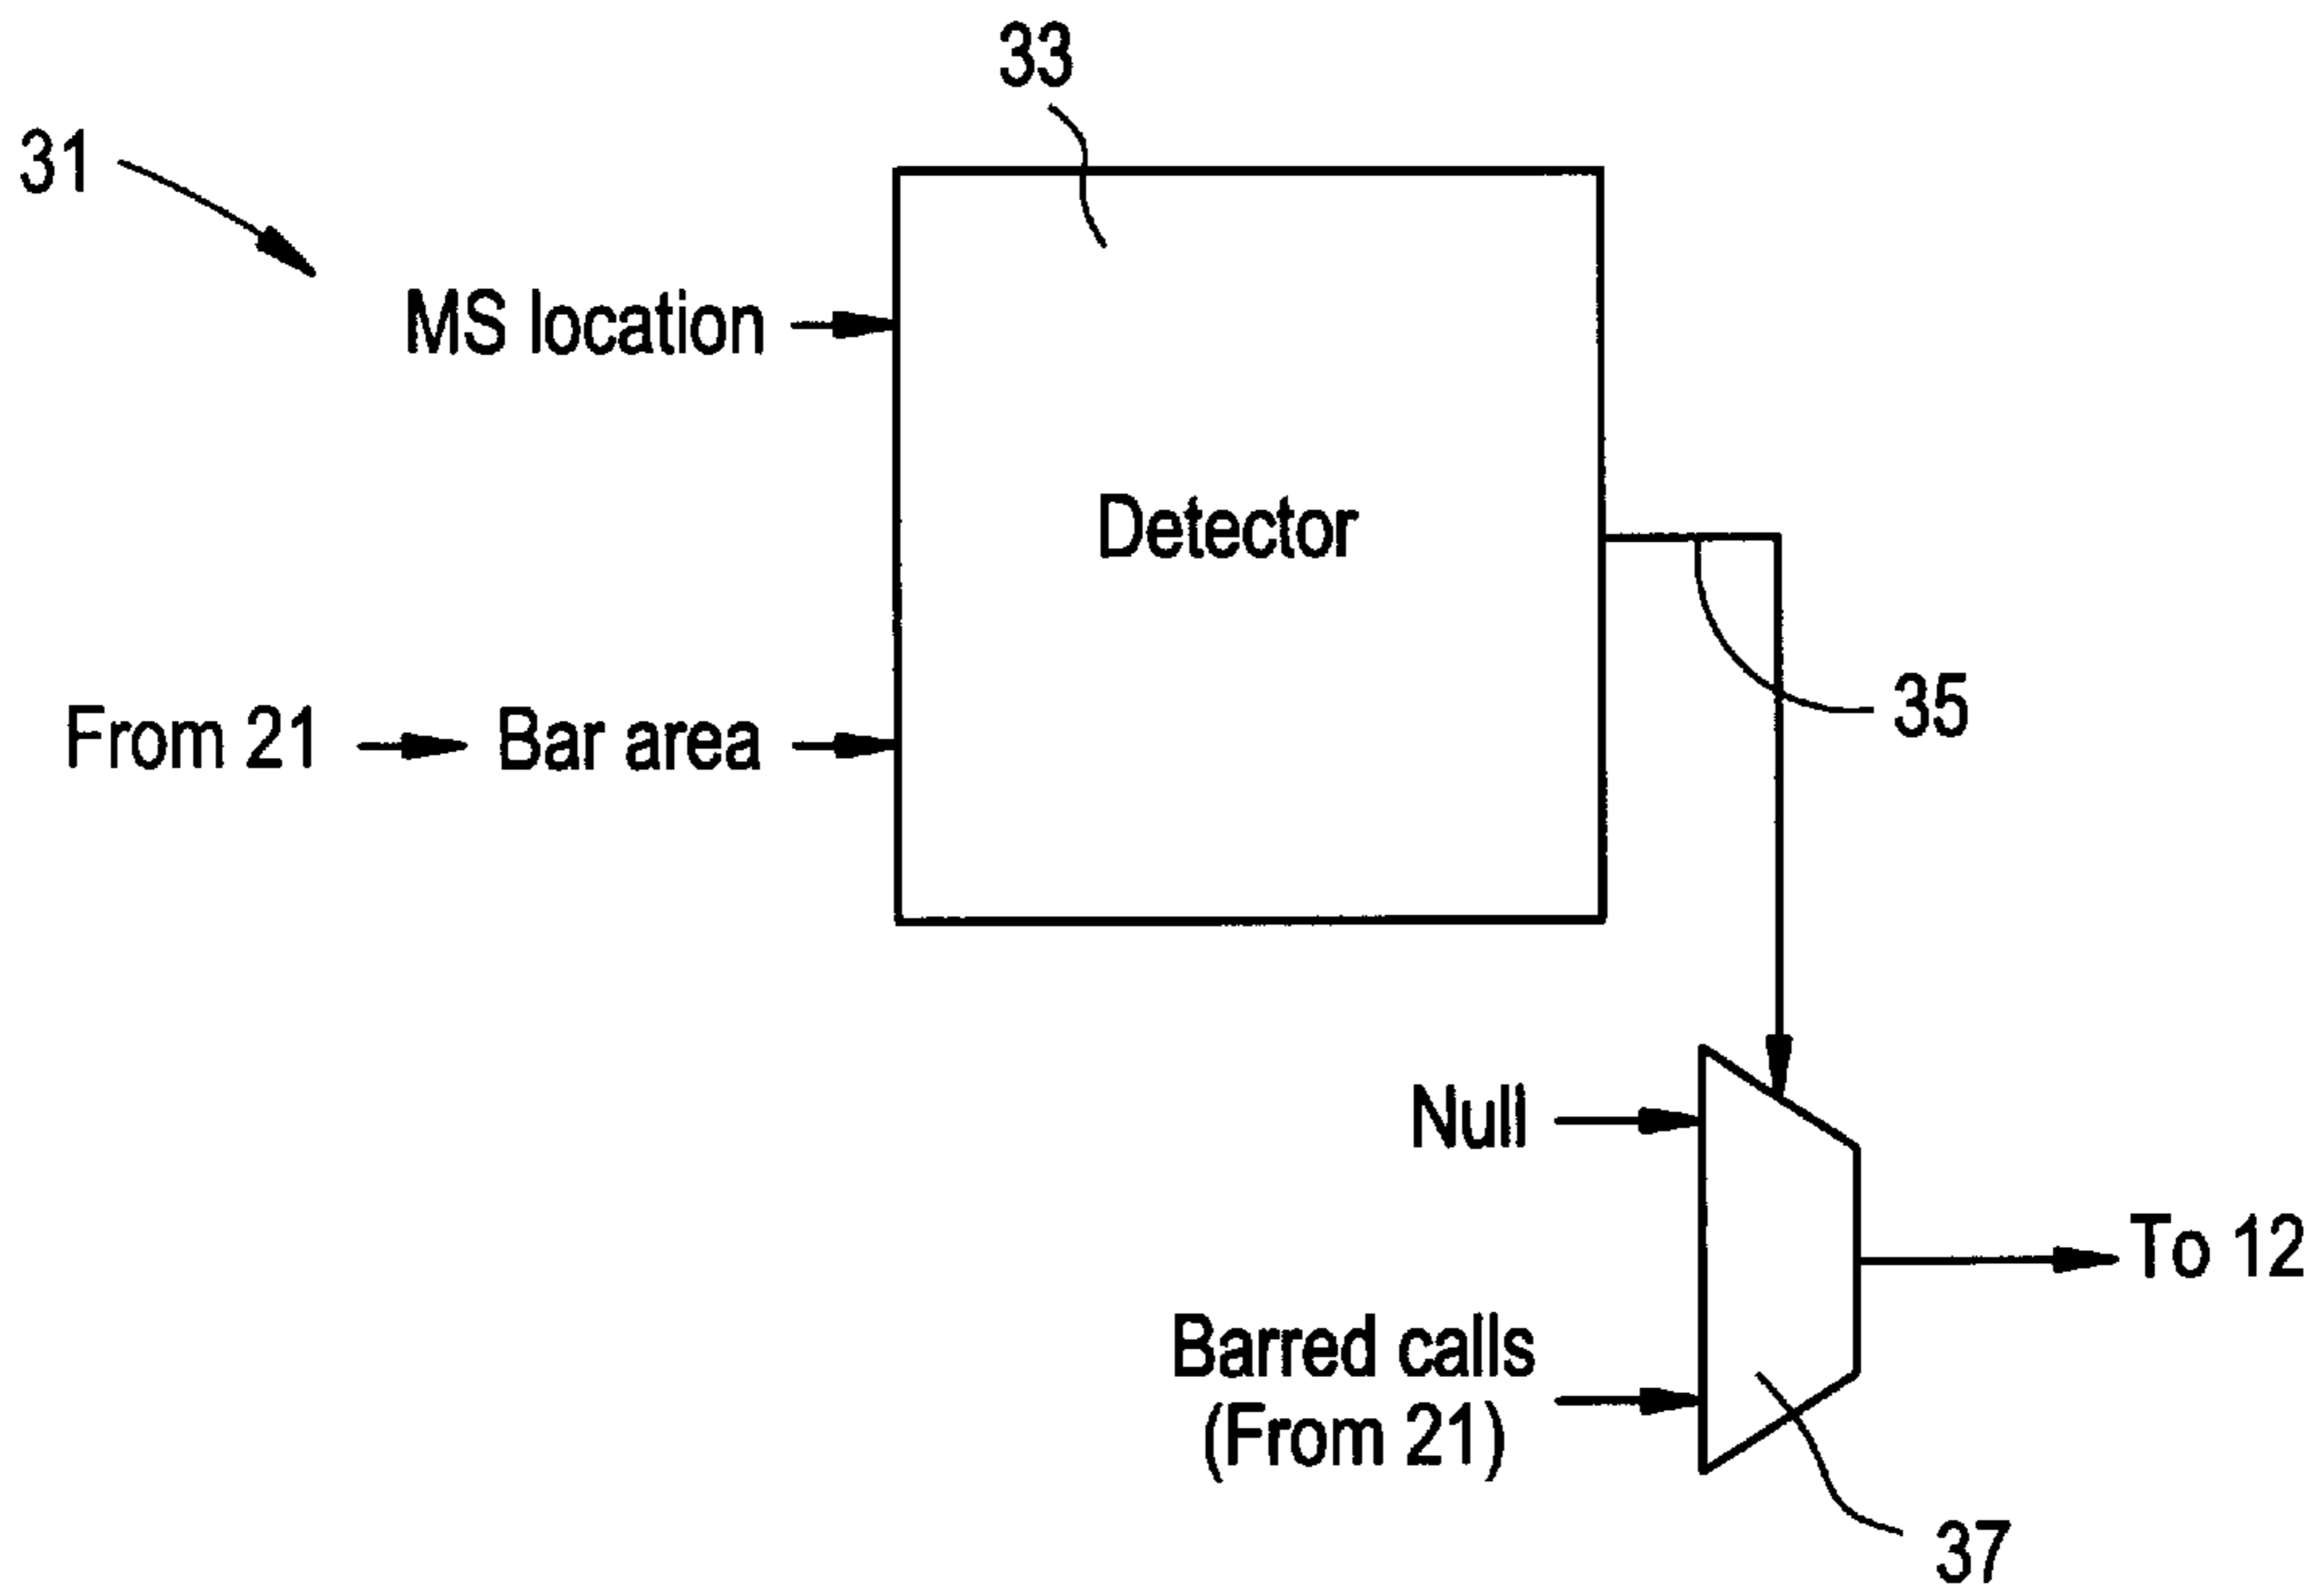 33
31
MS location
Detector
From 21
Bar area
35
Null
To 12
Barred calls
(From 21)
37